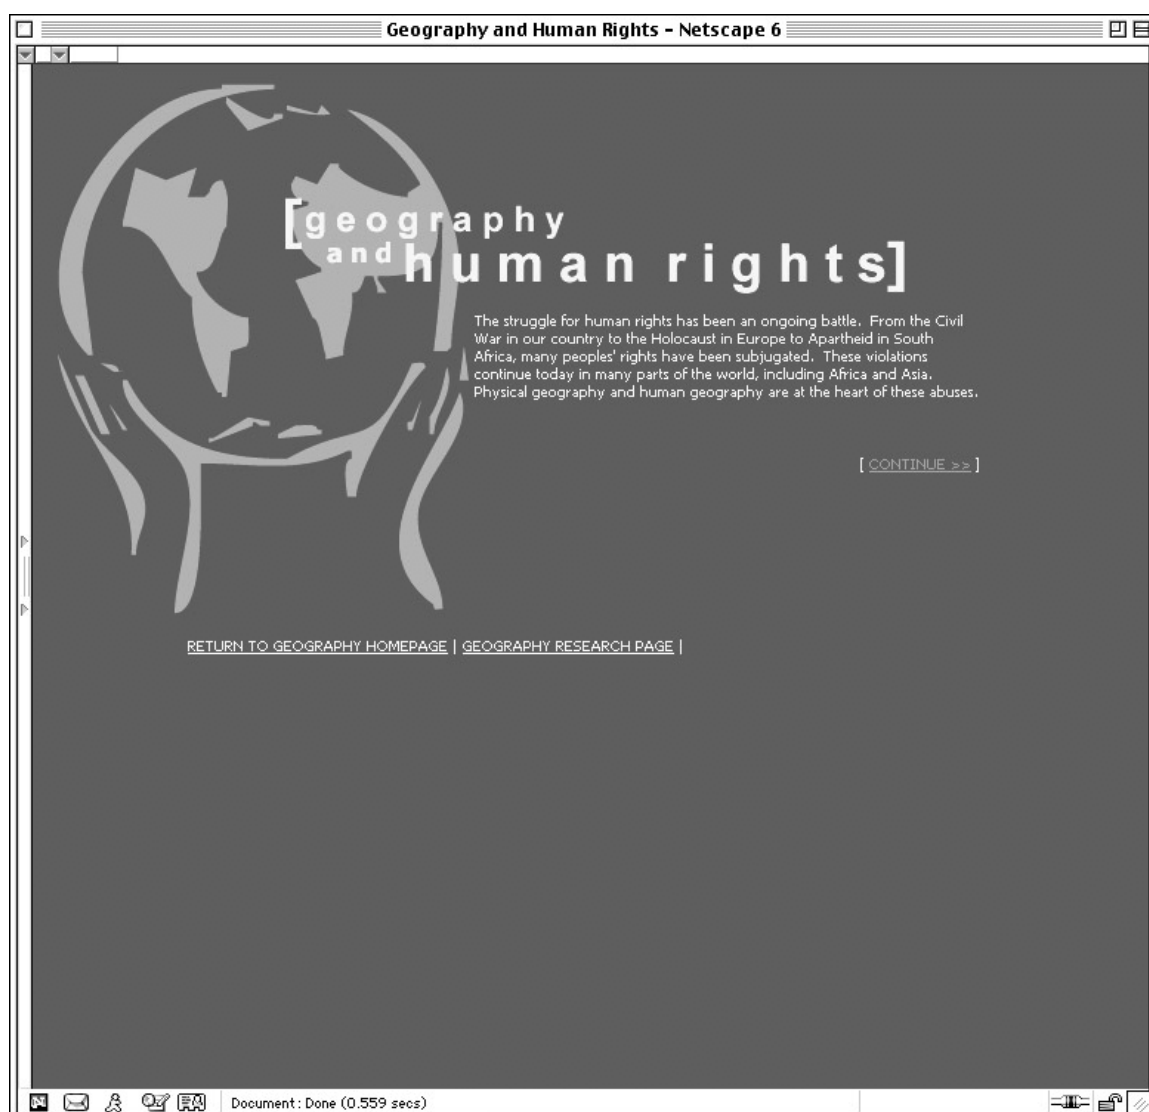 Geography and Human Rights - Netscape 6
[geography
and human rights]
The struggle for human rights has been an ongoing battle. From the Civil
War in our country to the Holocaust in Europe to Apartheid in South
Africa, many peoples' rights have been subjugated. These violations
continue today in many parts of the world, including Africa and Asia.
Physical geography and human geography are at the heart of these abuses.
[ CONTINUE >> ]
RETURN TO GEOGRAPHY HOMEPAGE | GEOGRAPHY RESEARCH PAGE |
Document: Done (0.559 secs)